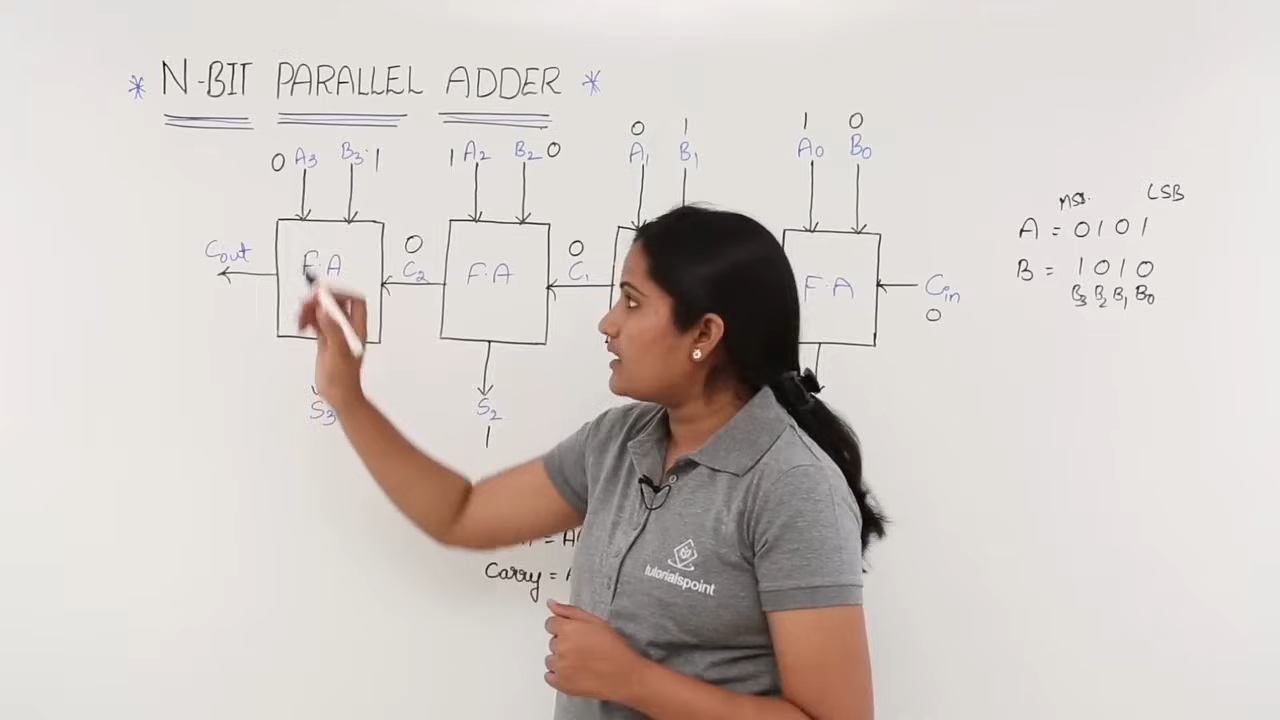 * N-BIT PARALLEL ADDER *
0 A3 B3 1
1 A2 B2 0
0 1
A1 B1
1 0
A0 B0
Cout
F.A
0
C2
F.A
0
C1
F.A
Cin
0
S3
S2
1
Carry =
LSB
A = 0101
B = 1010
B3 B2 B1 B0
tutorialspoint